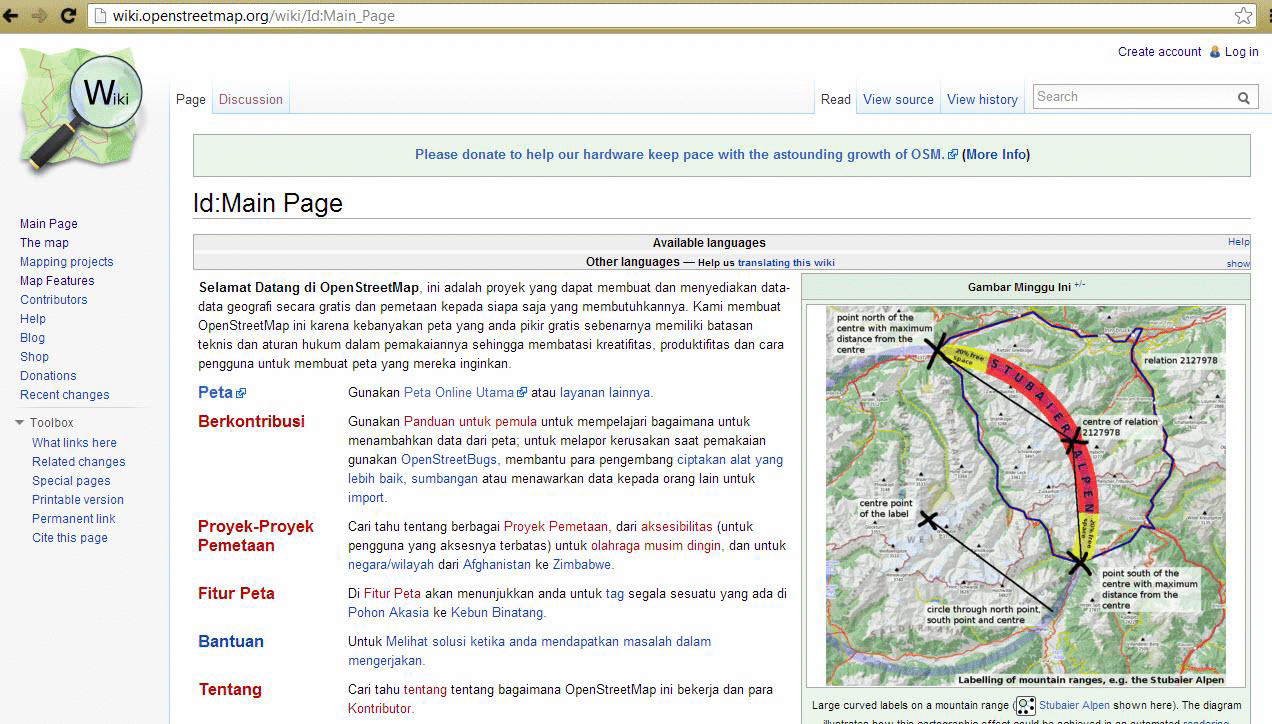 wiki.openstreetmap.org/wiki/Id:Main_Page
Create account Log in
Wiki
Page Discussion Read View source View history Search
Please donate to help our hardware keep pace with the astounding growth of OSM. (More Info)
Id:Main Page
Available languages Help
Other languages — Help us translating this wiki show
Main Page
The map
Mapping projects
Map Features
Contributors
Help
Blog
Shop
Donations
Recent changes
Toolbox
What links here
Related changes
Special pages
Printable version
Permanent link
Cite this page
Selamat Datang di OpenStreetMap, ini adalah proyek yang dapat membuat dan menyediakan data-
data geografi secara gratis dan pemetaan kepada siapa saja yang membutuhkannya. Kami membuat
OpenStreetMap ini karena kebanyakan peta yang anda pikir gratis sebenarnya memiliki batasan
teknis dan aturan hukum dalam pemakaiannya sehingga membatasi kreatifitas, produktifitas dan cara
pengguna untuk membuat peta yang mereka inginkan.
Peta Gunakan Peta Online Utama atau layanan lainnya.
Berkontribusi Gunakan Panduan untuk pemula untuk mempelajari bagaimana untuk
menambahkan data dari peta; untuk melapor kerusakan saat pemakaian
gunakan OpenStreetBugs, membantu para pengembang ciptakan alat yang
lebih baik, sumbangan atau menawarkan data kepada orang lain untuk
import.
Proyek-Proyek Cari tahu tentang berbagai Proyek Pemetaan, dari aksesibilitas (untuk
Pemetaan pengguna yang aksesnya terbatas) untuk olahraga musim dingin, dan untuk
negara/wilayah dari Afghanistan ke Zimbabwe.
Fitur Peta Di Fitur Peta akan menunjukkan anda untuk tag segala sesuatu yang ada di
Pohon Akasia ke Kebun Binatang.
Bantuan Untuk Melihat solusi ketika anda mendapatkan masalah dalam
mengerjakan.
Tentang Cari tahu tentang tentang bagaimana OpenStreetMap ini bekerja dan para
Kontributor.
Gambar Minggu Ini +/-
point north of the
centre with maximum
distance from the
centre
20% free
space
STUBAIER ALPEN
relation 2127978
centre of relation
2127978
centre point
of the label
20% free
space
point south of the
centre with maximum
distance from the
centre
circle through north point,
south point and centre
Labelling of mountain ranges, e.g. the Stubaier Alpen
Large curved labels on a mountain range ( Stubaier Alpen shown here). The diagram
illustrates how this cartographic effect could be achieved in an automated rendering